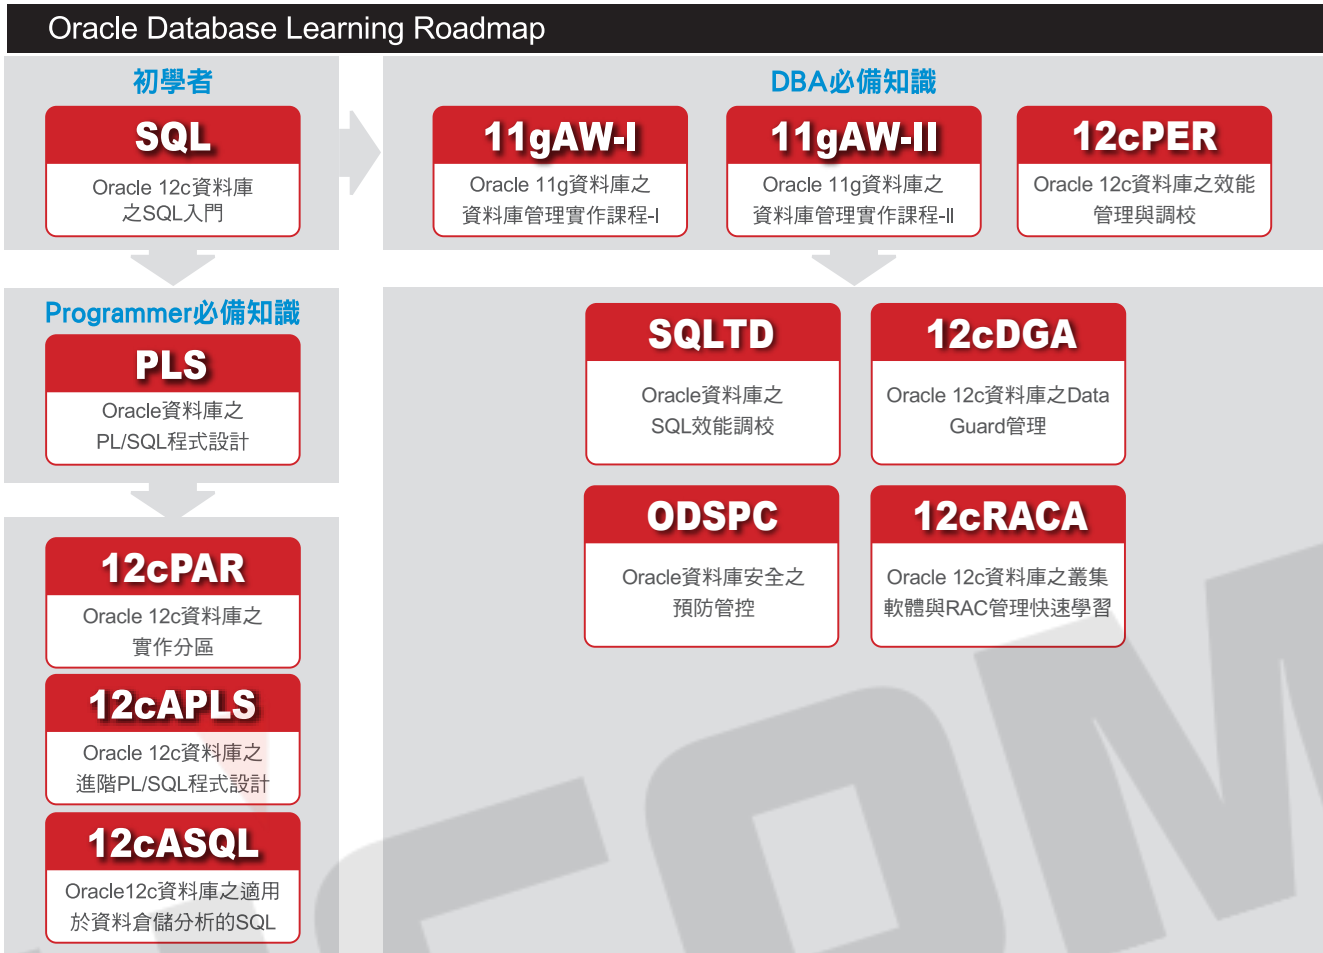 Oracle Database Learning Roadmap
初學者
SQL
Oracle 12c資料庫
之SQL入門
DBA必備知識
11gAW-I
Oracle 11g資料庫之
資料庫管理實作課程-I
11gAW-II
Oracle 11g資料庫之
資料庫管理實作課程-II
12cPER
Oracle 12c資料庫之效能
管理與調校
Programmer必備知識
PLS
Oracle資料庫之
PL/SQL程式設計
12cPAR
Oracle 12c資料庫之
實作分區
12cAPLS
Oracle 12c資料庫之
進階PL/SQL程式設計
12cASQL
Oracle12c資料庫之適用
於資料倉儲分析的SQL
SQLTD
Oracle資料庫之
SQL效能調校
12cDGA
Oracle 12c資料庫之Data
Guard管理
ODSPC
Oracle資料庫安全之
預防管控
12cRACA
Oracle 12c資料庫之叢集
軟體與RAC管理快速學習